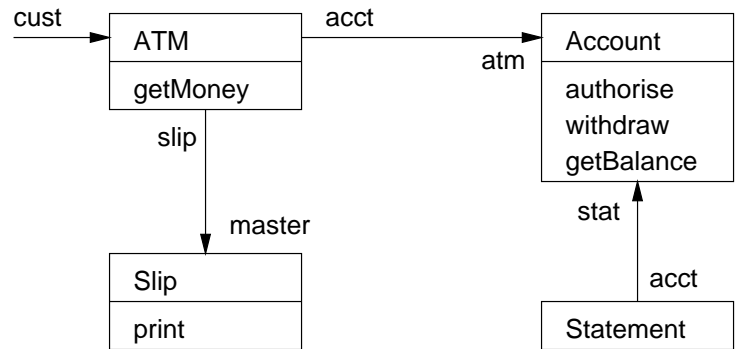 cust
ATM
acct
Account
getMoney
atm
authorise
withdraw
getBalance
slip
stat
master
acct
Slip
print
Statement